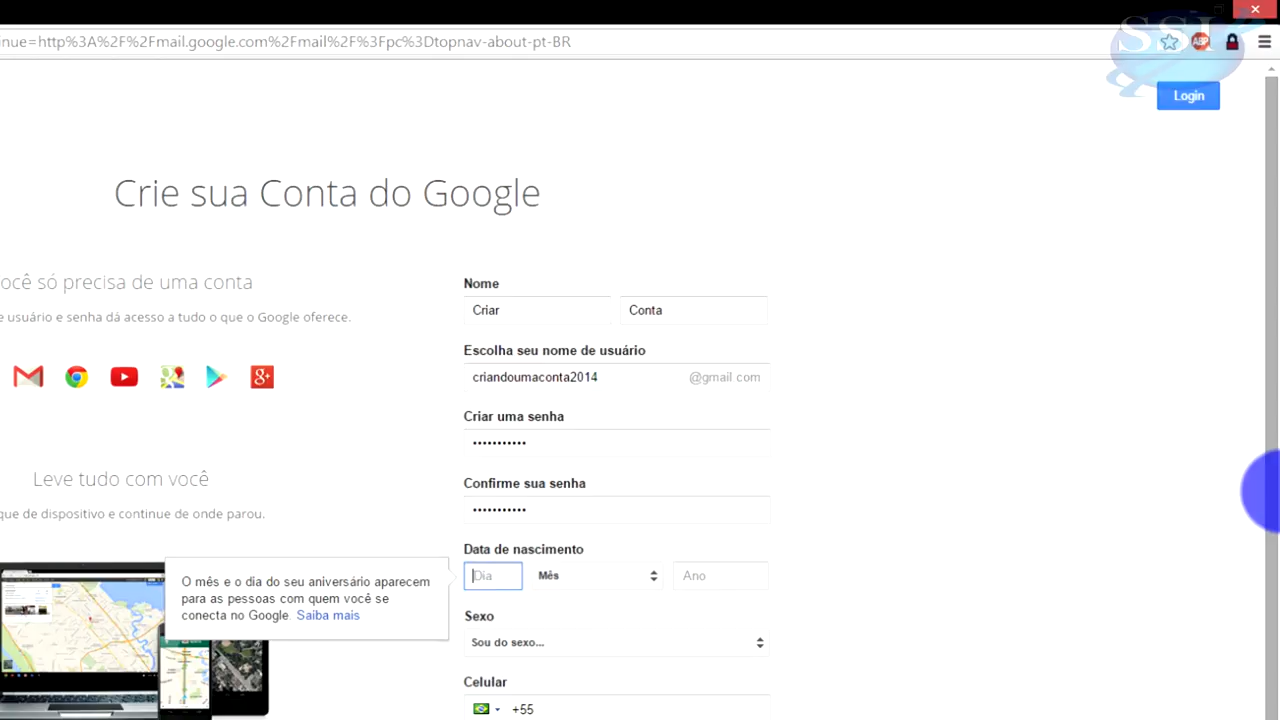 inue=http%3A%2F%2Fmail.google.com%2Fmail%2F%3Fpc%3Dtopnav-about-pt-BR
SSI
ABP
Login
Crie sua Conta do Google
ocê só precisa de uma conta
e usuário e senha dá acesso a tudo o que o Google oferece.
Leve tudo com você
que de dispositivo e continue de onde parou.
Nome
Criar Conta
Escolha seu nome de usuário
criandoumaconta2014 @gmail com
Criar uma senha
•••••••••••
Confirme sua senha
•••••••••••
Data de nascimento
Dia Mês Ano
O mês e o dia do seu aniversário aparecem
para as pessoas com quem você se
conecta no Google. Saiba mais
Sexo
Sou do sexo...
Celular
+55